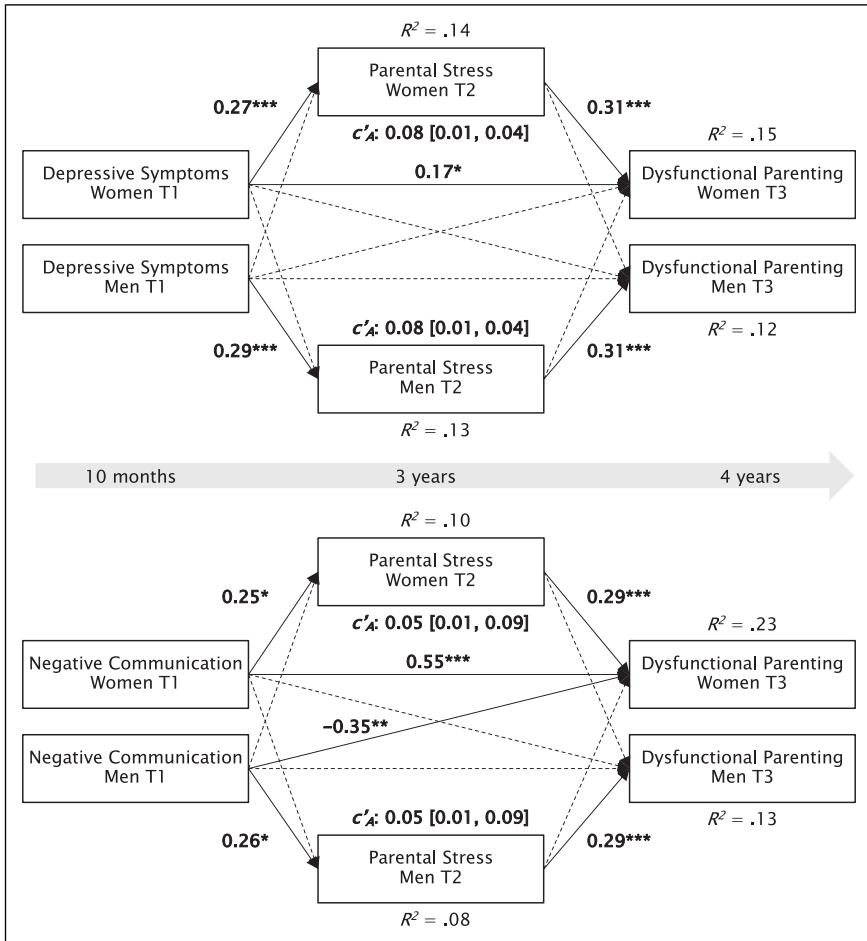 R² = .14
Parental Stress
Women T2
0.27***
0.31***
c'A: 0.08 [0.01, 0.04]
R² = .15
Depressive Symptoms
Women T1
0.17*
Dysfunctional Parenting
Women T3
Depressive Symptoms
Men T1
Dysfunctional Parenting
Men T3
c'A: 0.08 [0.01, 0.04]
R² = .12
0.29***
0.31***
Parental Stress
Men T2
R² = .13
10 months 3 years 4 years
R² = .10
Parental Stress
Women T2
0.25*
0.29***
c'A: 0.05 [0.01, 0.09]
R² = .23
Negative Communication
Women T1
0.55***
Dysfunctional Parenting
Women T3
–0.35**
Negative Communication
Men T1
Dysfunctional Parenting
Men T3
c'A: 0.05 [0.01, 0.09]
R² = .13
0.26*
0.29***
Parental Stress
Men T2
R² = .08